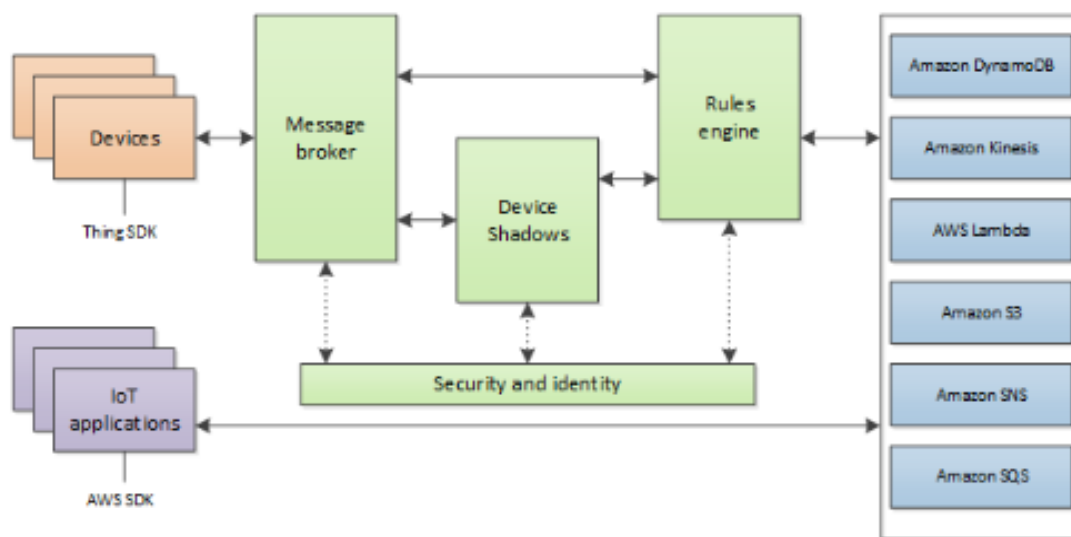 Devices
Thing SDK
Message
broker
Device
Shadows
Rules
engine
Security and identity
IoT
applications
AWS SDK
Amazon DynamoDB
Amazon Kinesis
AWS Lambda
Amazon S3
Amazon SNS
Amazon SQS